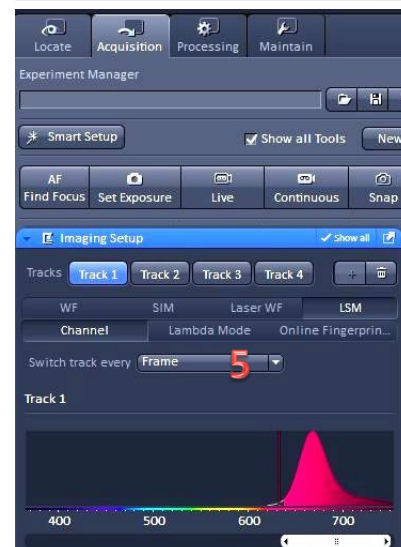 Locate Acquisition Processing Maintain
Experiment Manager
Smart Setup Show all Tools New
AF
Find Focus Set Exposure Live Continuous Snap
Imaging Setup Show all
Tracks Track 1 Track 2 Track 3 Track 4 +
WF SIM Laser WF LSM
Channel Lambda Mode Online Fingerprin...
Switch track every Frame 5
Track 1
400 500 600 700